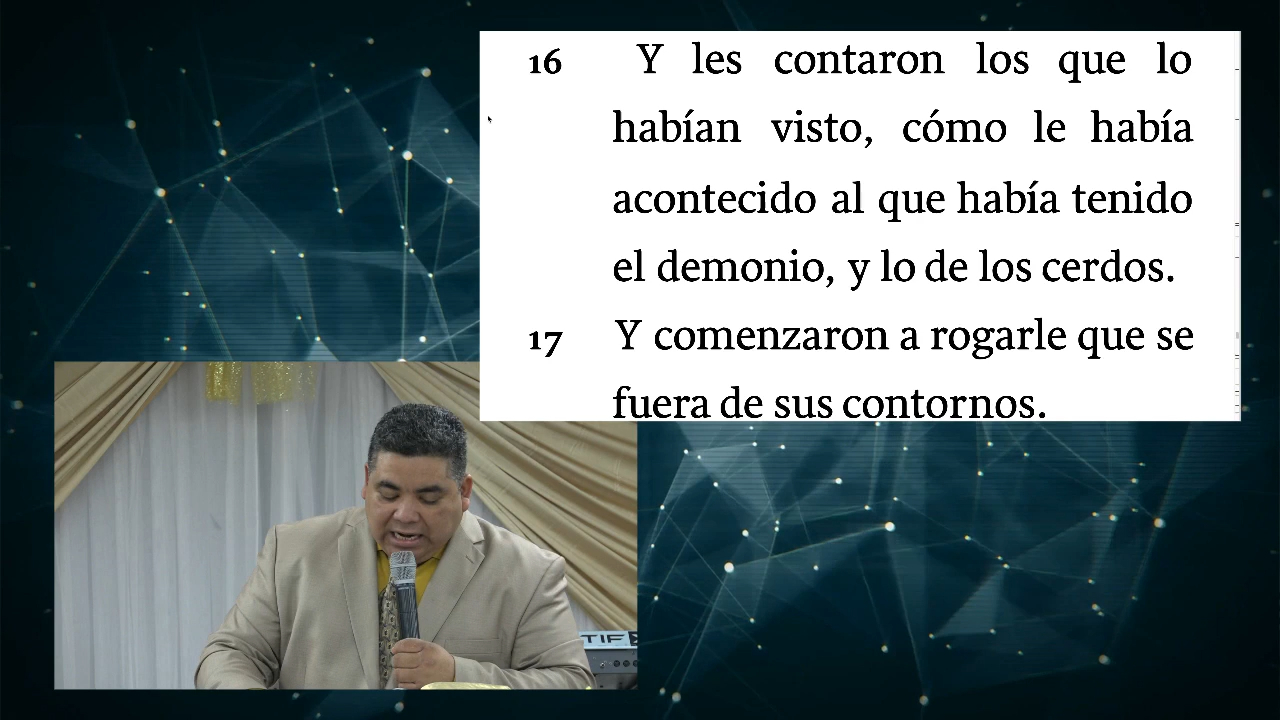 16 Y les contaron los que lo
habían visto, cómo le había
acontecido al que había tenido
el demonio, y lo de los cerdos.
17 Y comenzaron a rogarle que se
fuera de sus contornos.
TIF